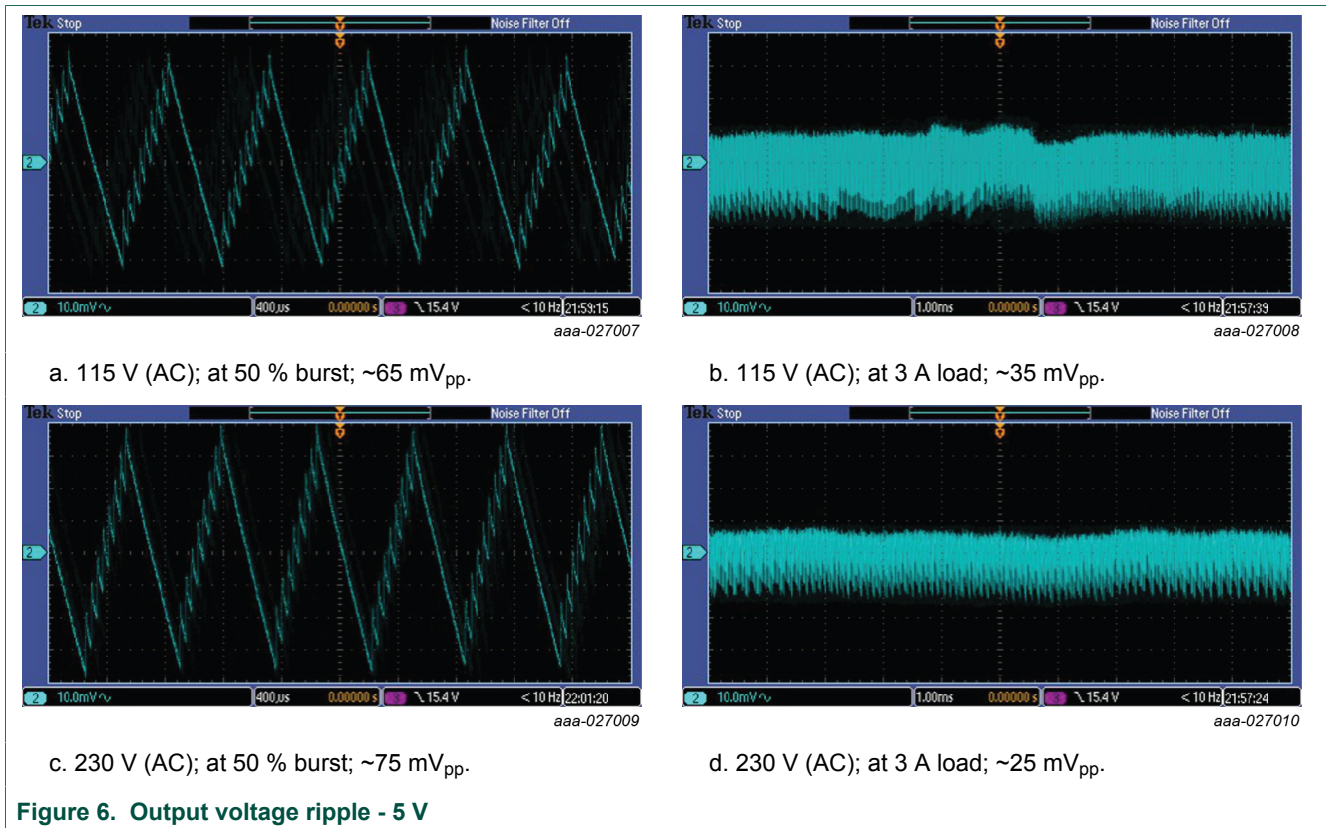 Tek Stop Noise Filter Off
2
2 10.0mV∿ 400µs 0.00000 s 3 \ 15.4 V < 10 Hz 21:59:15
aaa-027007
a. 115 V (AC); at 50 % burst; ~65 mVpp.
Tek Stop Noise Filter Off
2
2 10.0mV∿ 1.00ms 0.00000 s 3 \ 15.4 V < 10 Hz 21:57:39
aaa-027008
b. 115 V (AC); at 3 A load; ~35 mVpp.
Tek Stop Noise Filter Off
2
2 10.0mV∿ 400µs 0.00000 s 3 \ 15.4 V < 10 Hz 22:01:20
aaa-027009
c. 230 V (AC); at 50 % burst; ~75 mVpp.
Tek Stop Noise Filter Off
2
2 10.0mV∿ 1.00ms 0.00000 s 3 \ 15.4 V < 10 Hz 21:57:24
aaa-027010
d. 230 V (AC); at 3 A load; ~25 mVpp.
Figure 6. Output voltage ripple - 5 V